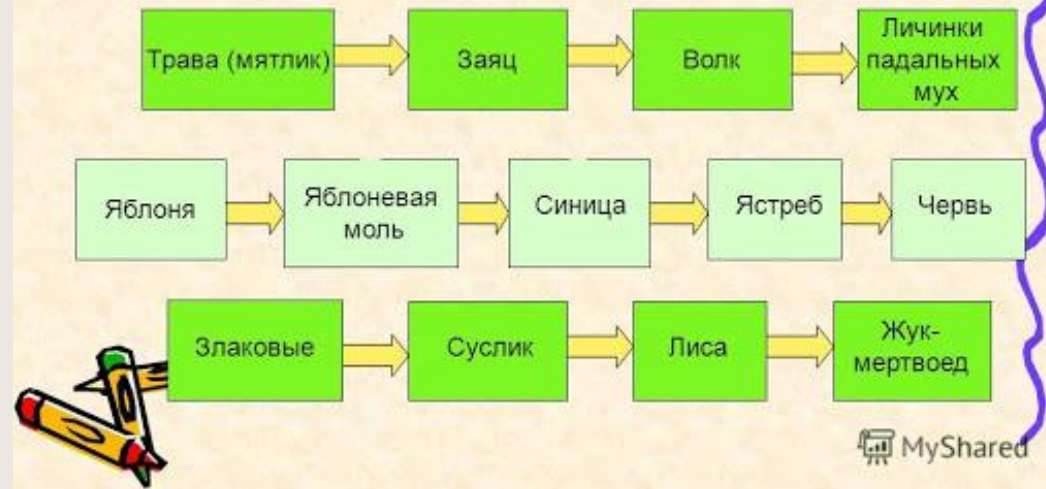 Трава (мятлик)
Заяц
Волк
Личинки
падальных
мух
Яблоня
Яблоневая
моль
Синица
Ястреб
Червь
Злаковые
Суслик
Лиса
Жук-
мертвоед
MyShared